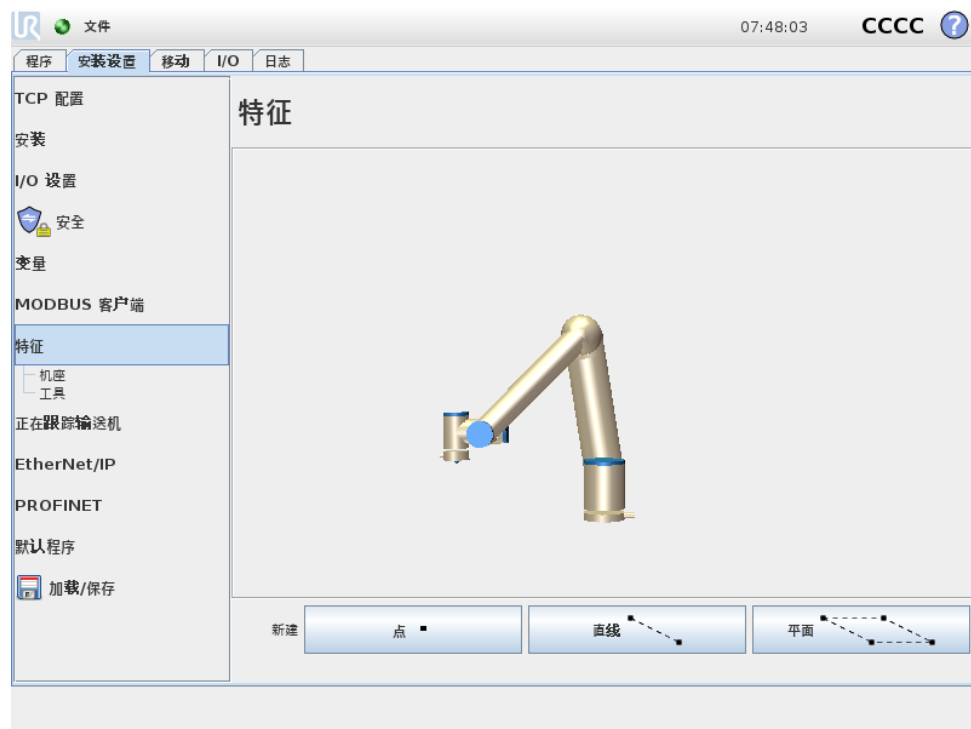 UR 文件 07:48:03 CCCC ?
程序 安装设置 移动 I/O 日志
TCP 配置
特征
安装
I/O 设置
安全
变量
MODBUS 客户端
特征
机座
工具
正在跟踪输送机
EtherNet/IP
PROFINET
默认程序
加载/保存
新建 点 直线 平面